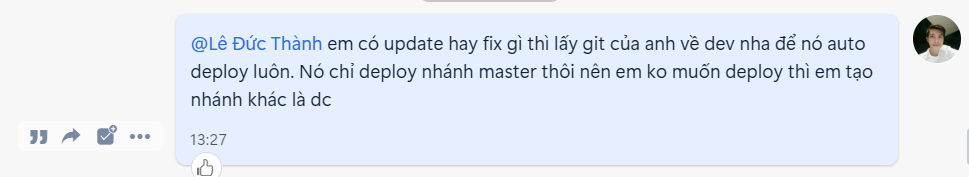 @Lê Đức Thành em có update hay fix gì thì lấy git của anh về dev nha để nó auto
deploy luôn. Nó chỉ deploy nhánh master thôi nên em ko muốn deploy thì em tạo
nhánh khác là dc
13:27